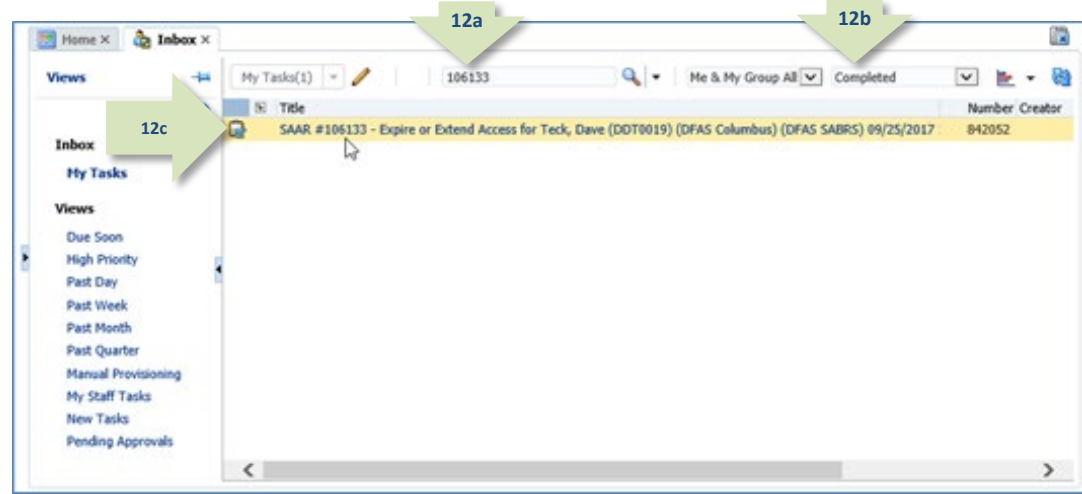 12a
12b
Home × Inbox ×
Views
My Tasks(1) 106133 Me & My Group All Completed
Title Number Creator
SAAR #106133 - Expire or Extend Access for Teck, Dave (DDT0019) (DFAS Columbus) (DFAS SABRS) 09/25/2017 842052
12c
Inbox
My Tasks
Views
Due Soon
High Priority
Past Day
Past Week
Past Month
Past Quarter
Manual Provisioning
My Staff Tasks
New Tasks
Pending Approvals